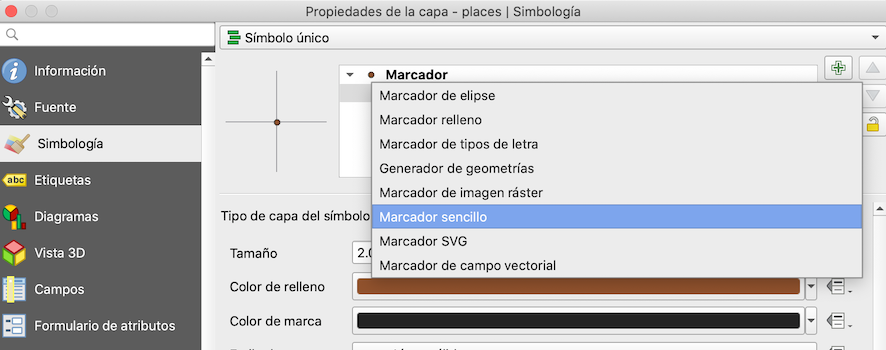 Propiedades de la capa - places | Simbología
Símbolo único
Información
Fuente
Simbología
abc Etiquetas
Diagramas
Vista 3D
Campos
Formulario de atributos
Marcador
Marcador de elipse
Marcador relleno
Marcador de tipos de letra
Generador de geometrías
Marcador de imagen ráster
Marcador sencillo
Marcador SVG
Marcador de campo vectorial
Tipo de capa del símbolo
Tamaño 2.0
Color de relleno
Color de marca